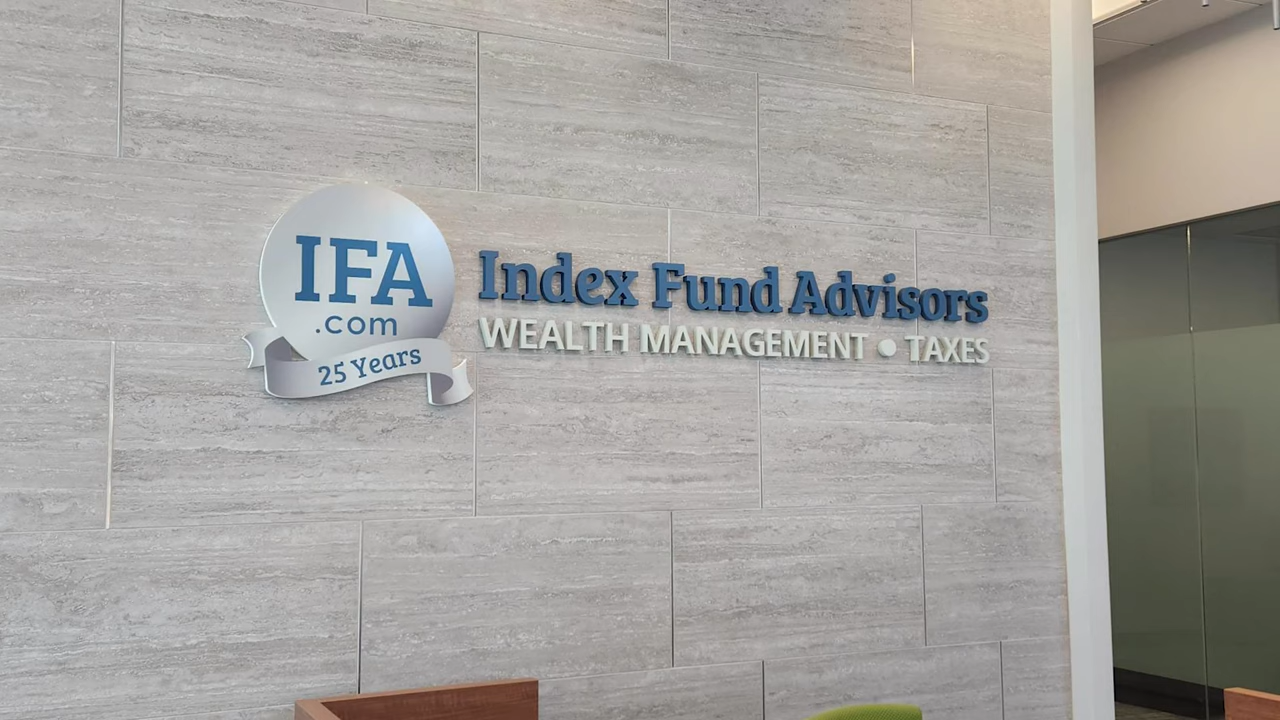 IFA
.com
25 Years
Index Fund Advisors
WEALTH MANAGEMENT • TAXES